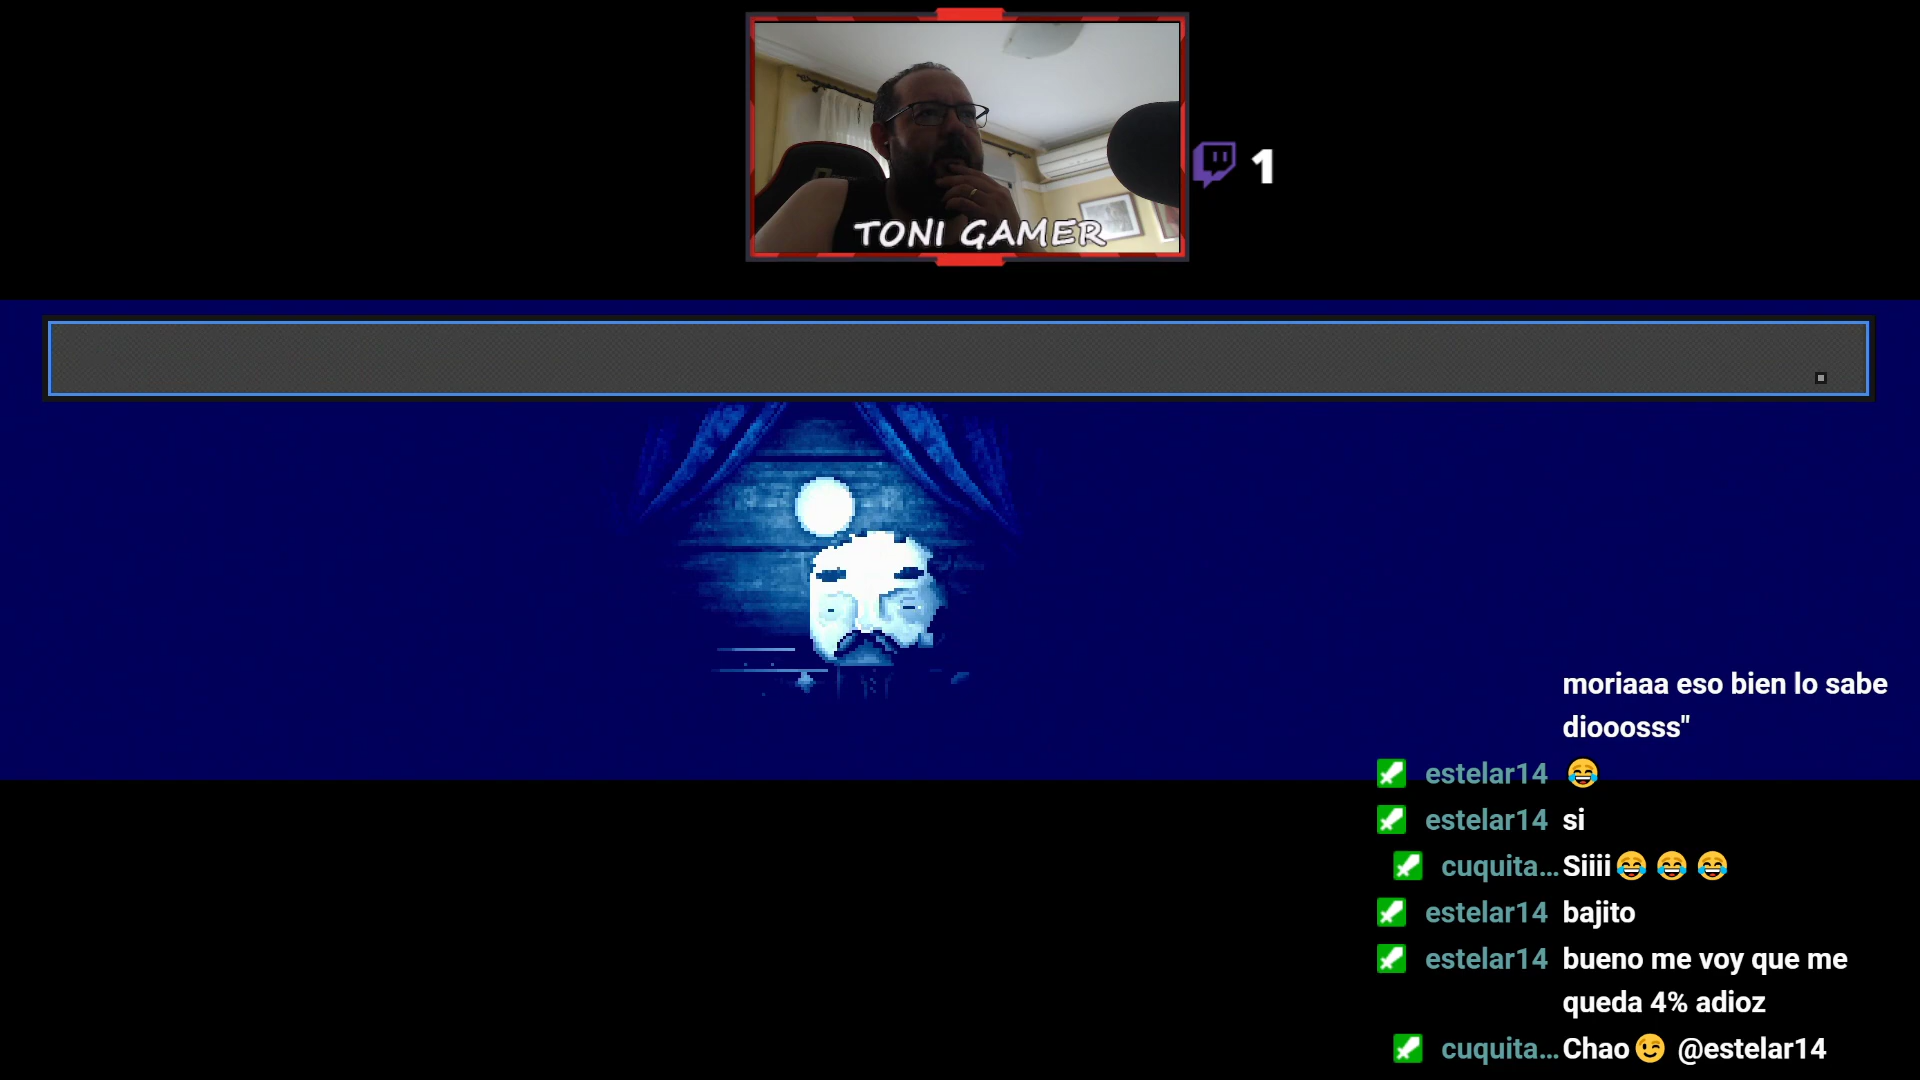 TONI GAMER
1
moriaaa eso bien lo sabe
diooosss"
estelar14 😂
estelar14 si
cuquita… Siiii 😂 😂 😂
estelar14 bajito
estelar14 bueno me voy que me
queda 4% adioz
cuquita… Chao 😉 @estelar14